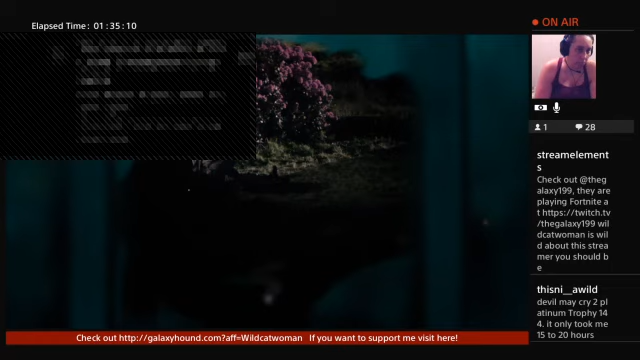 Elapsed Time: 01:35:10
ON AIR
1
28
streamelement
s
Check out @theg
alaxy199, they are
playing Fortnite a
t https://twitch.tv
/thegalaxy199 wil
dcatwoman is wil
d about this strea
mer you should b
e
thisni__awild
devil may cry 2 pl
atinum Trophy 14
4. it only took me
15 to 20 hours
Check out http://galaxyhound.com?aff=Wildcatwoman If you want to support me visit here!